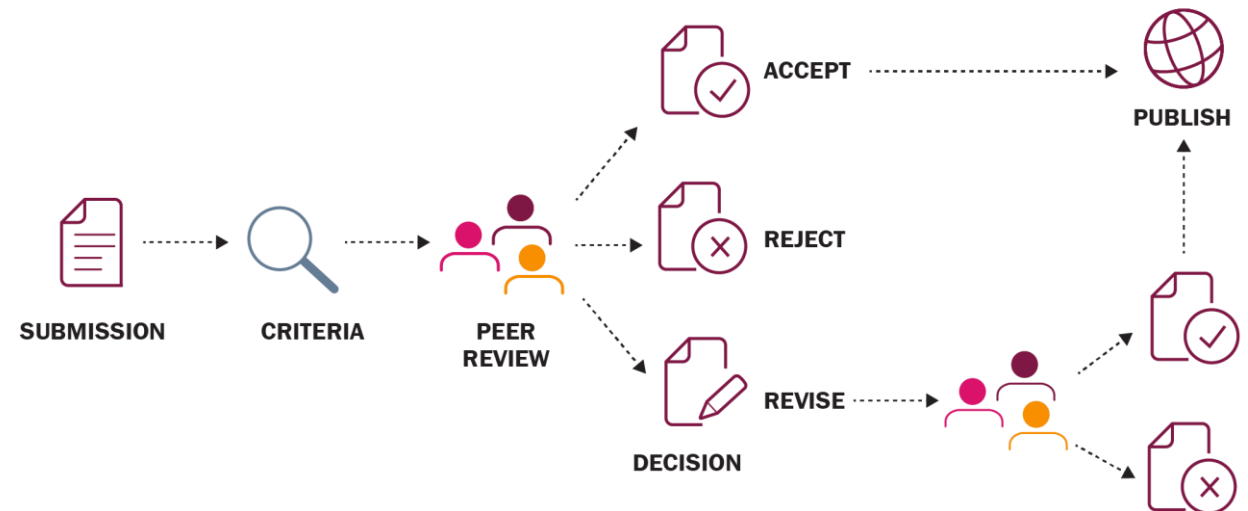 ACCEPT
PUBLISH
REJECT
SUBMISSION
CRITERIA
PEER
REVIEW
REVISE
DECISION